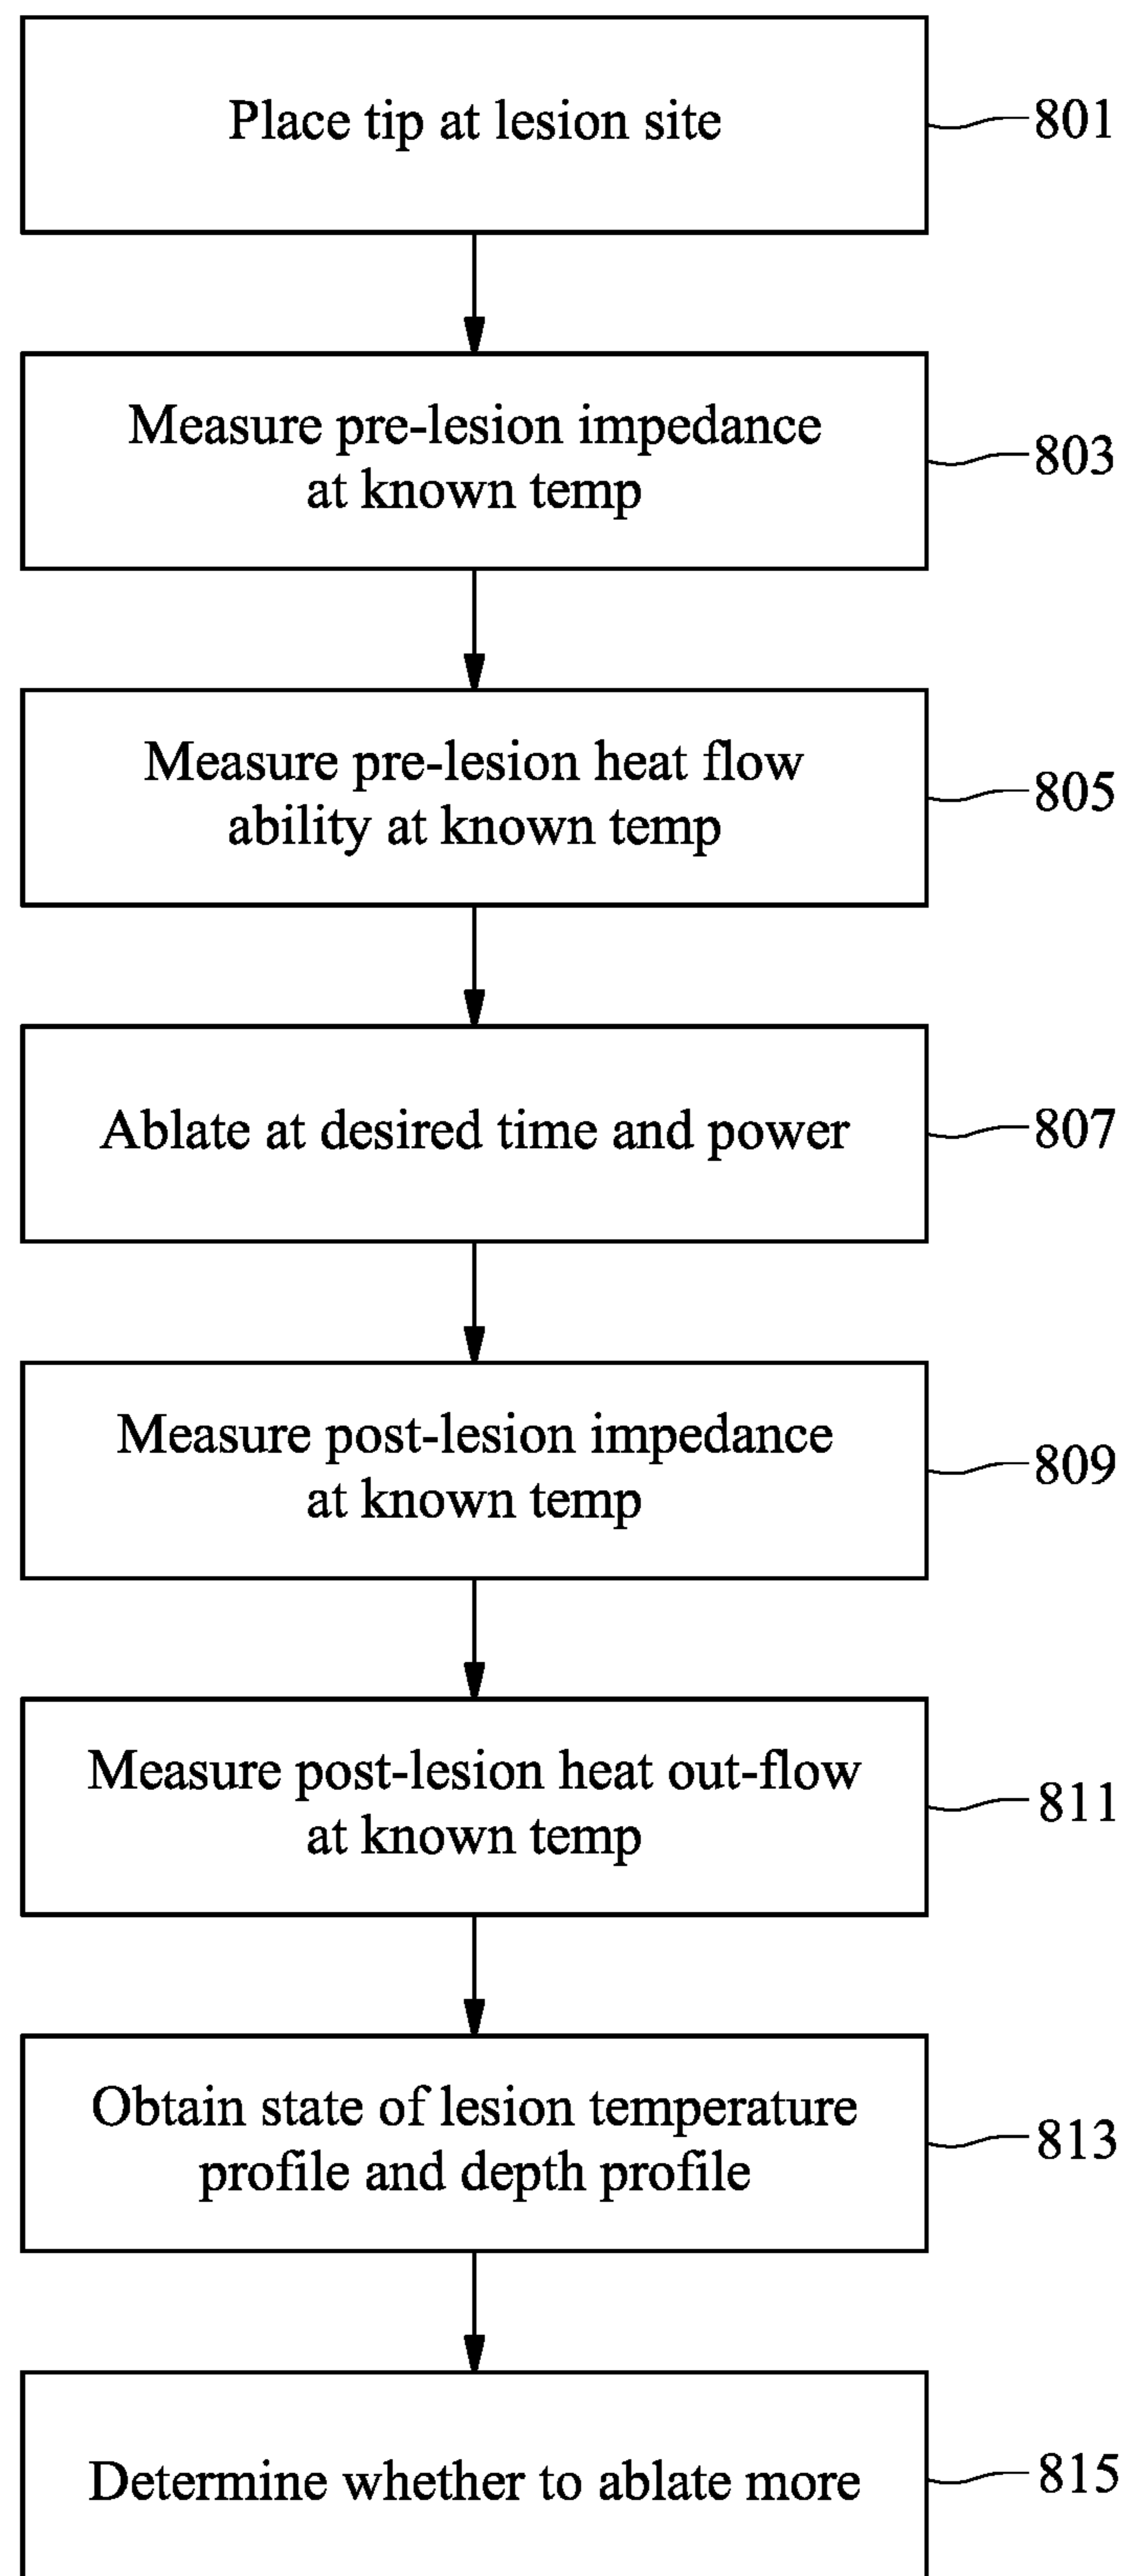 Place tip at lesion site
801
Measure pre-lesion impedance
at known temp
803
Measure pre-lesion heat flow
ability at known temp
805
Ablate at desired time and power
807
Measure post-lesion impedance
at known temp
809
Measure post-lesion heat out-flow
at known temp
811
Obtain state of lesion temperature
profile and depth profile
813
Determine whether to ablate more
815